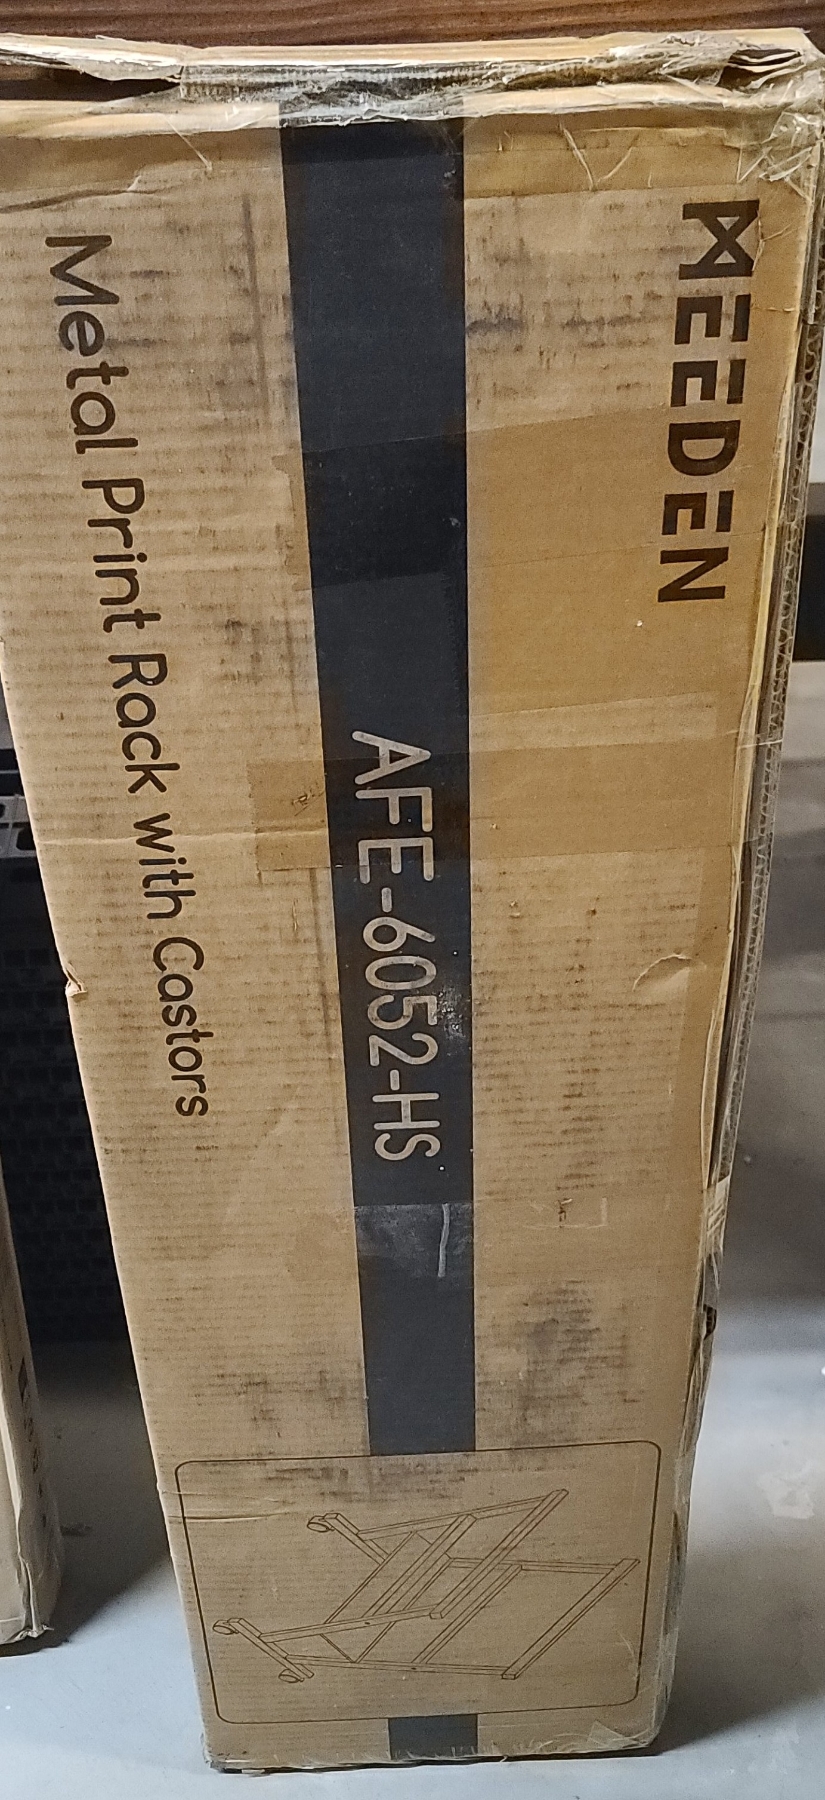 MEEDEN
AFE-6052-HS
Metal Print Rack with Castors